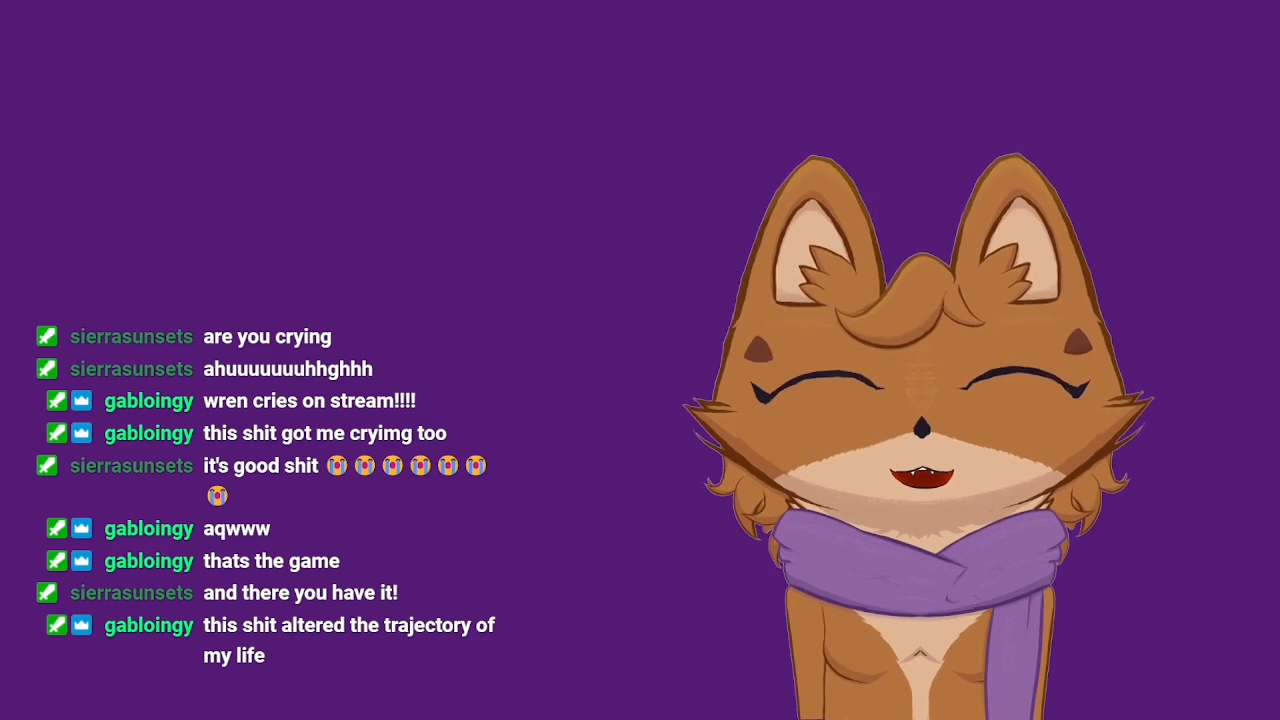 sierrasunsets are you crying
sierrasunsets ahuuuuuuuhhghhh
gabloingy wren cries on stream!!!!
gabloingy this shit got me cryimg too
sierrasunsets it's good shit 😭😭😭😭😭😭
😭
gabloingy aqwww
gabloingy thats the game
sierrasunsets and there you have it!
gabloingy this shit altered the trajectory of
my life